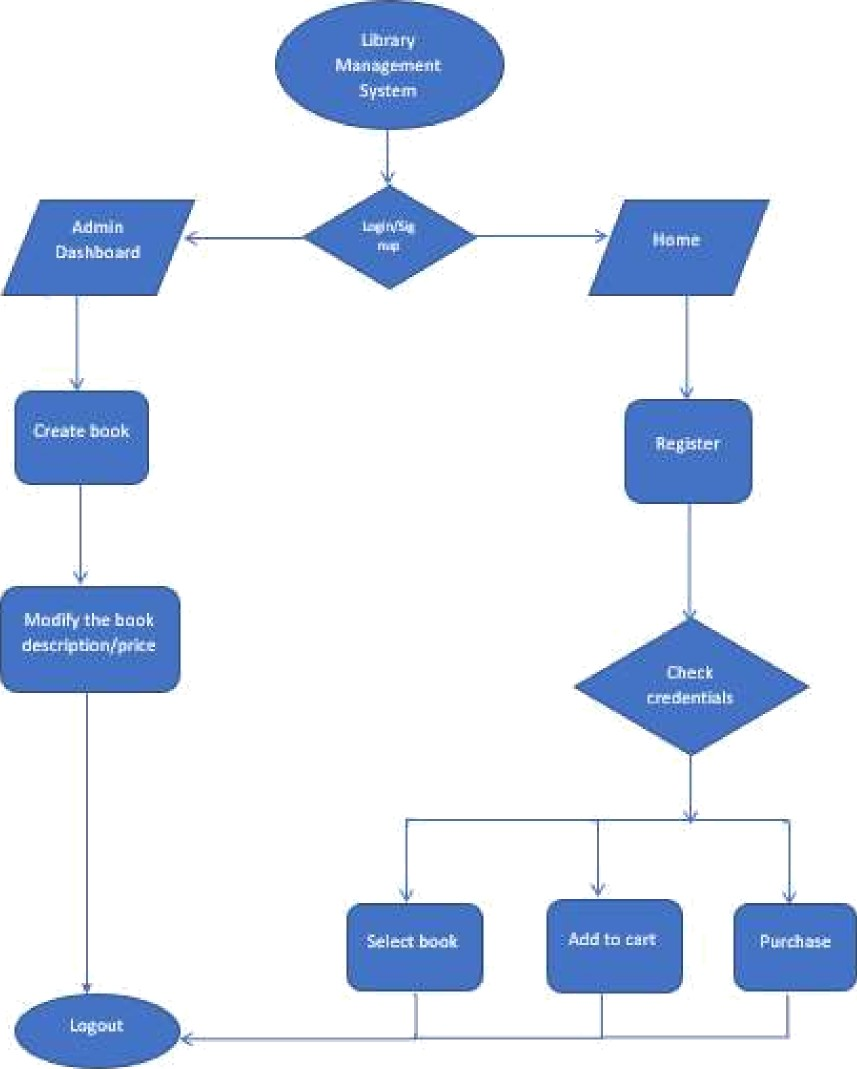 Library
Management
System
Login/Sig
nup
Admin
Dashboard
Home
Create book
Register
Modify the book
description/price
Check
credentials
Select book
Add to cart
Purchase
Logout